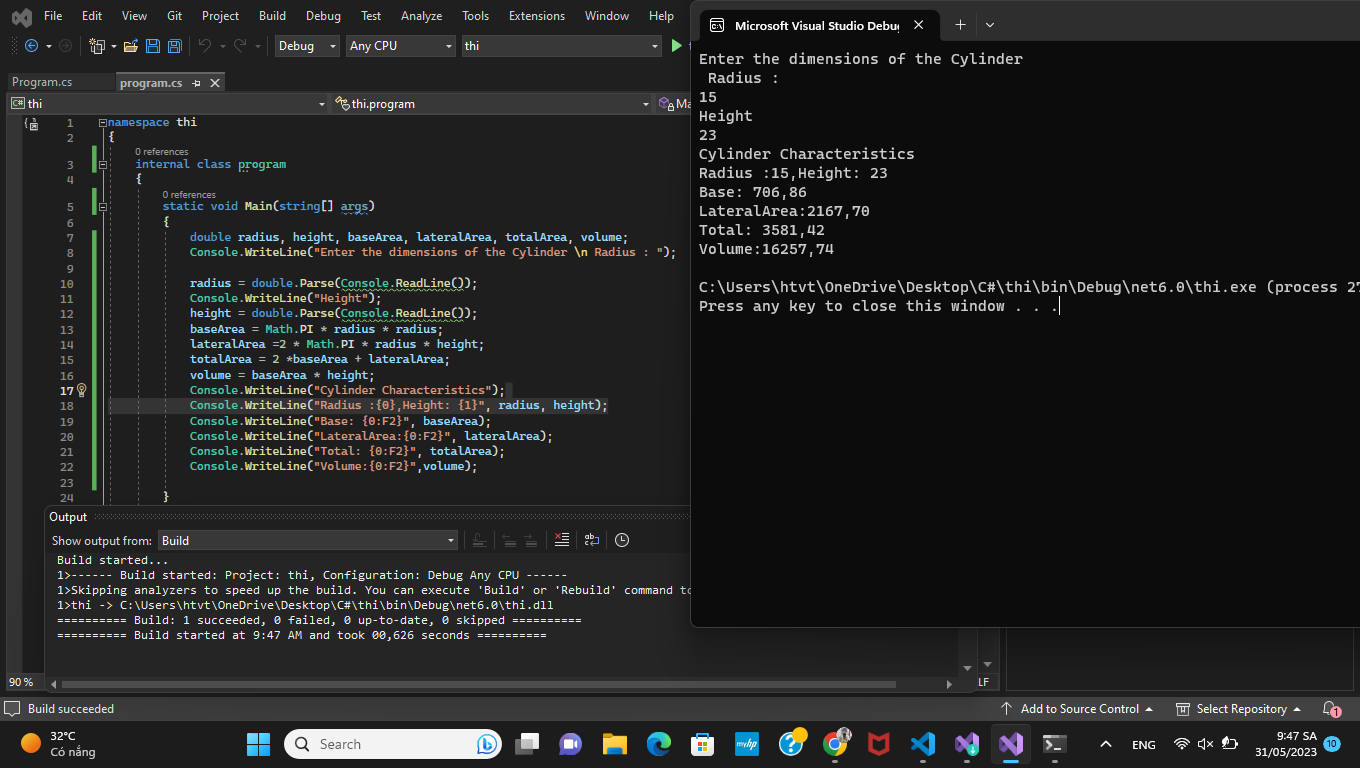 File Edit View Git Project Build Debug Test Analyze Tools Extensions Window Help
Debug Any CPU thi
Program.cs program.cs
thi thi.program Ma
1 namespace thi
2 {
0 references
3 internal class program
4 {
0 references
5 static void Main(string[] args)
6 {
7 double radius, height, baseArea, lateralArea, totalArea, volume;
8 Console.WriteLine("Enter the dimensions of the Cylinder \n Radius : ");
9
10 radius = double.Parse(Console.ReadLine());
11 Console.WriteLine("Height");
12 height = double.Parse(Console.ReadLine());
13 baseArea = Math.PI * radius * radius;
14 lateralArea =2 * Math.PI * radius * height;
15 totalArea = 2 *baseArea + lateralArea;
16 volume = baseArea * height;
17 Console.WriteLine("Cylinder Characteristics");
18 Console.WriteLine("Radius :{0},Height: {1}", radius, height);
19 Console.WriteLine("Base: {0:F2}", baseArea);
20 Console.WriteLine("LateralArea:{0:F2}", lateralArea);
21 Console.WriteLine("Total: {0:F2}", totalArea);
22 Console.WriteLine("Volume:{0:F2}",volume);
23
24 }
Output
Show output from: Build
Build started...
1>------ Build started: Project: thi, Configuration: Debug Any CPU ------
1>Skipping analyzers to speed up the build. You can execute 'Build' or 'Rebuild' command to
1>thi -> C:\Users\htvt\OneDrive\Desktop\C#\thi\bin\Debug\net6.0\thi.dll
========== Build: 1 succeeded, 0 failed, 0 up-to-date, 0 skipped ==========
========== Build started at 9:47 AM and took 00,626 seconds ==========
90 % LF
Microsoft Visual Studio Debug
Enter the dimensions of the Cylinder
Radius :
15
Height
23
Cylinder Characteristics
Radius :15,Height: 23
Base: 706,86
LateralArea:2167,70
Total: 3581,42
Volume:16257,74
C:\Users\htvt\OneDrive\Desktop\C#\thi\bin\Debug\net6.0\thi.exe (process 27
Press any key to close this window . . .
Build succeeded Add to Source Control Select Repository 1
32°C
Có nắng
Search
myhp
ENG
9:47 SA
31/05/2023
10